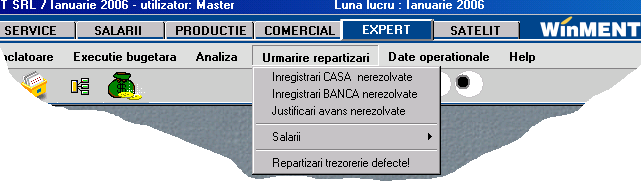 T SRL / Ianuarie 2006 - utilizator: Master Luna lucru : Ianuarie 2006
SERVICE SALARII PRODUCTIE COMERCIAL EXPERT SATELIT WinMENT
nclatoare Executie bugetara Analiza Urmarire repartizari Date operationale Help
Inregistrari CASA nerezolvate
Inregistrari BANCA nerezolvate
Justificari avans nerezolvate
Salarii
Repartizari trezorerie defecte!